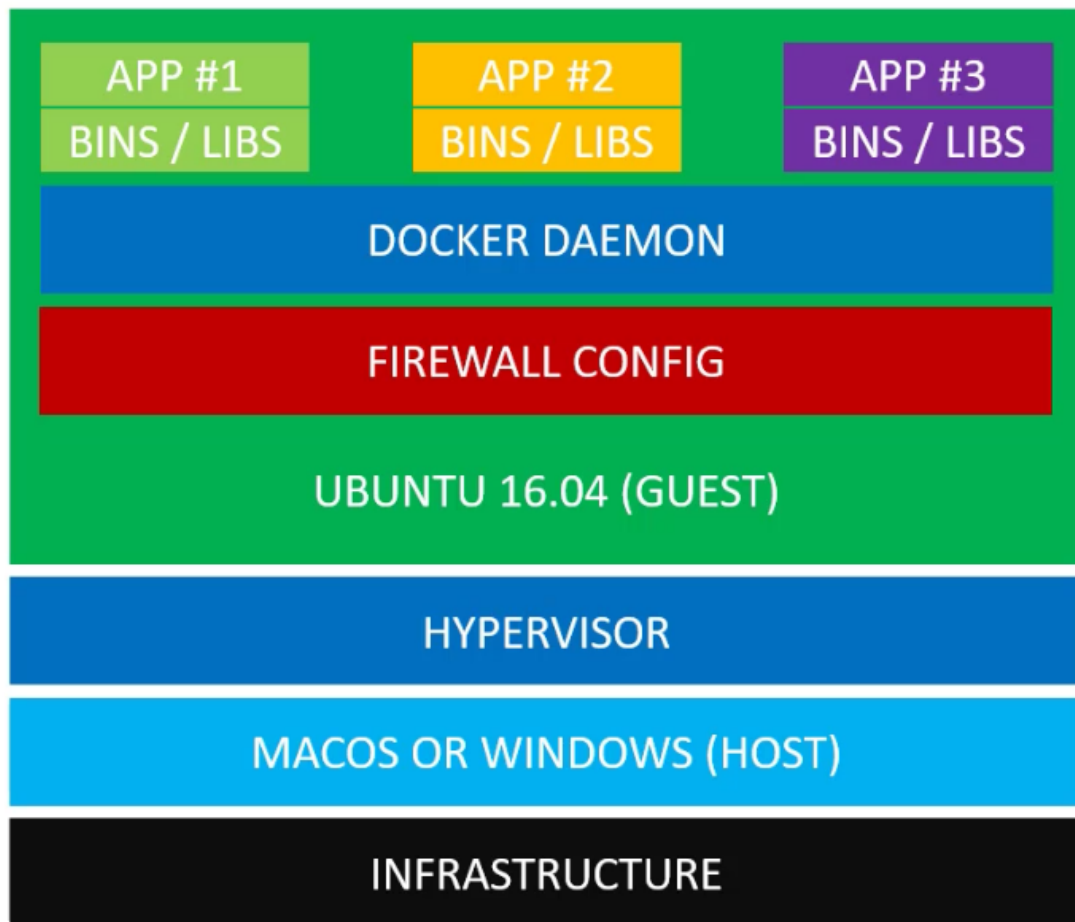 APP #1
APP #2
APP #3
BINS / LIBS
BINS / LIBS
BINS / LIBS
DOCKER DAEMON
FIREWALL CONFIG
UBUNTU 16.04 (GUEST)
HYPERVISOR
MACOS OR WINDOWS (HOST)
INFRASTRUCTURE